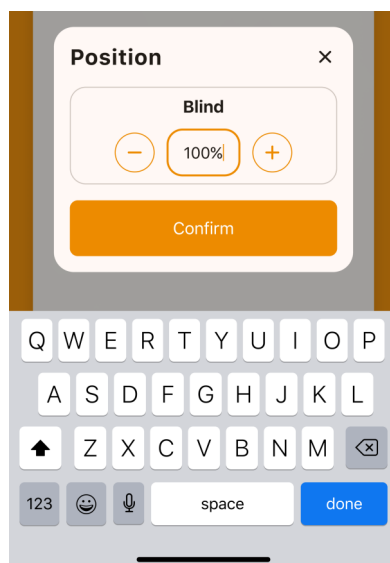 Position
Blind
100%
Confirm
Q W E R T Y U I O P
A S D F G H J K L
Z X C V B N M
123 space done